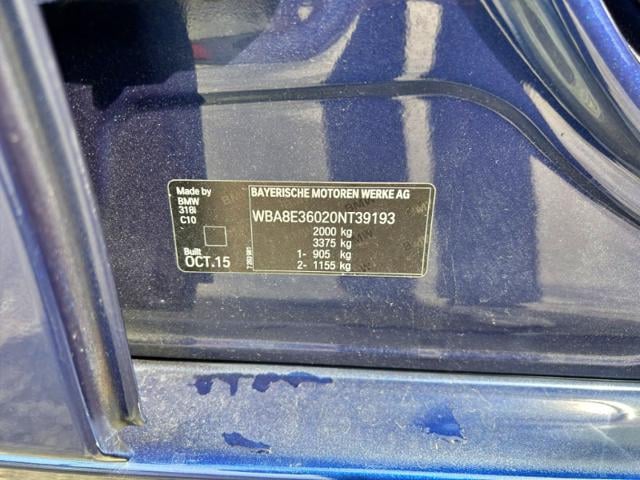 Made by
BMW
318i
C10
Built
OCT.15
BAYERISCHE MOTOREN WERKE AG
WBA8E36020NT39193
2000 kg
3375 kg
1- 905 kg
2- 1155 kg